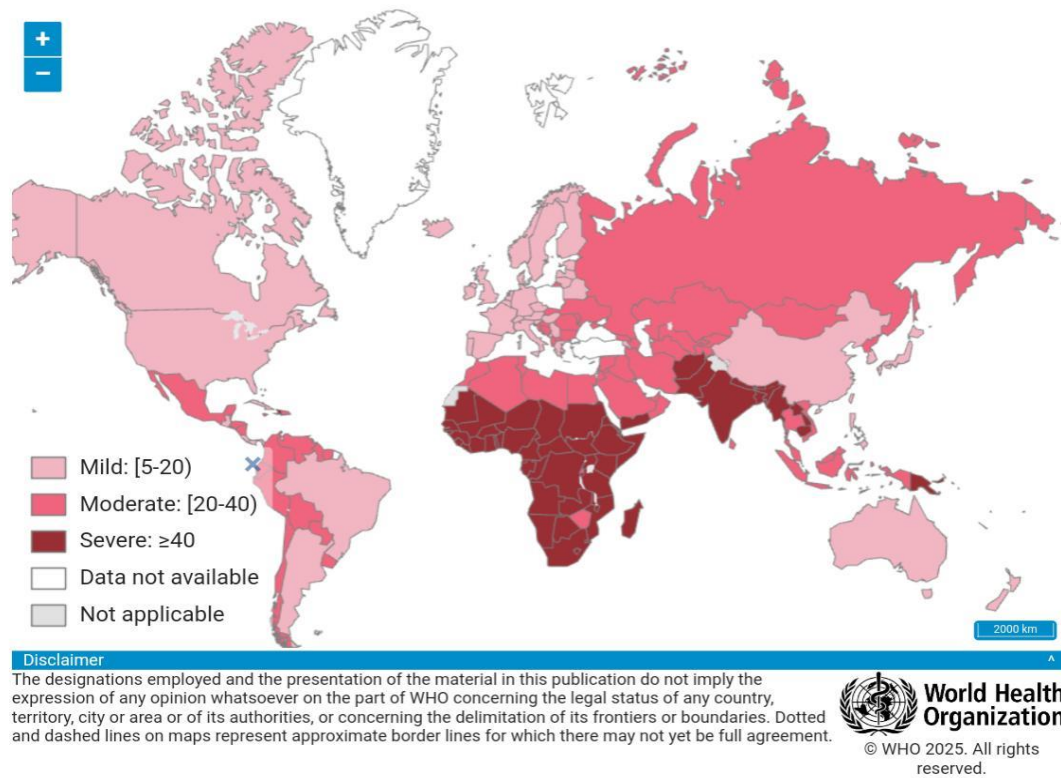 +
−
Mild: [5-20)
Moderate: [20-40)
Severe: ≥40
Data not available
Not applicable
2000 km
Disclaimer
The designations employed and the presentation of the material in this publication do not imply the
expression of any opinion whatsoever on the part of WHO concerning the legal status of any country,
territory, city or area or of its authorities, or concerning the delimitation of its frontiers or boundaries. Dotted
and dashed lines on maps represent approximate border lines for which there may not yet be full agreement.
World Health
Organization
© WHO 2025. All rights
reserved.